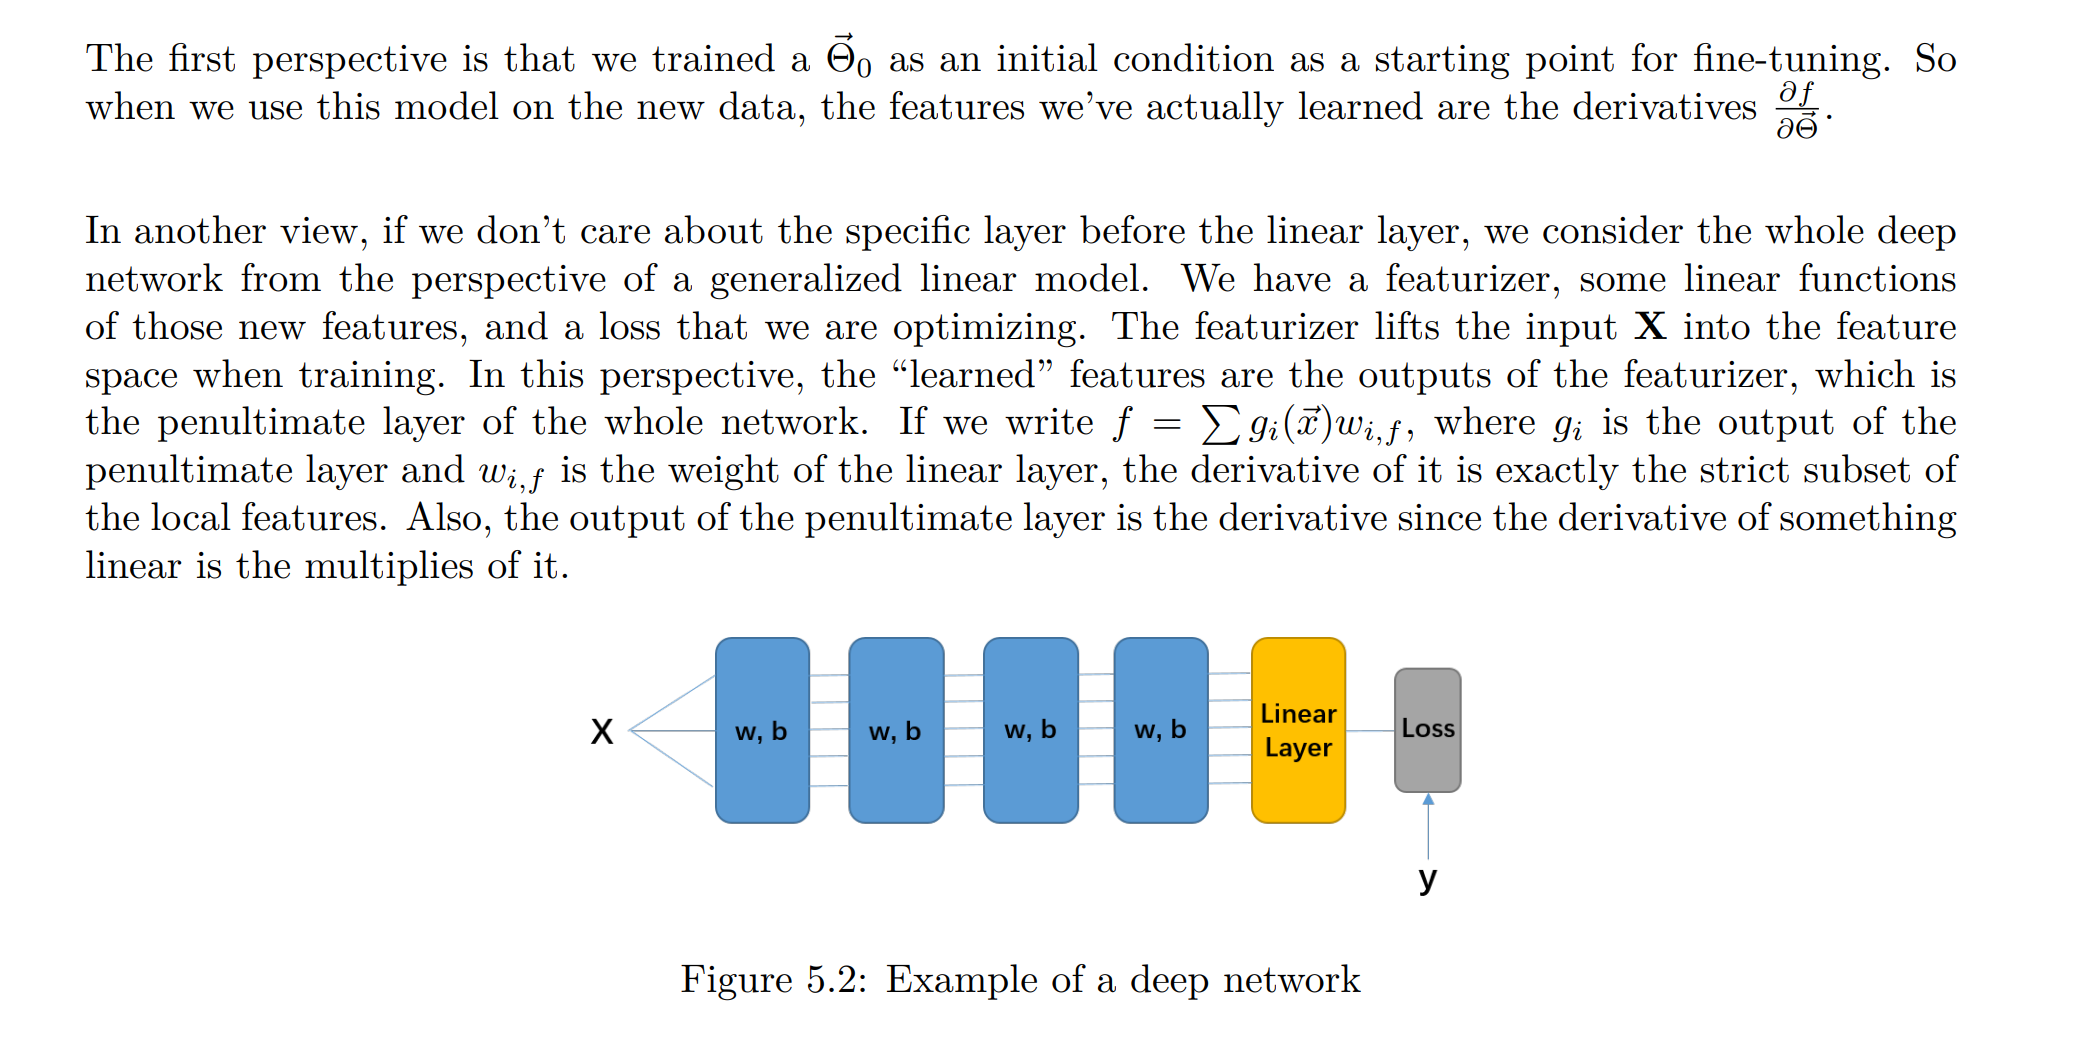 The first perspective is that we trained a $\vec{\Theta}_0$ as an initial condition as a starting point for fine-tuning. So
when we use this model on the new data, the features we’ve actually learned are the derivatives $\frac{\partial f}{\partial \vec{\Theta}}$.
In another view, if we don’t care about the specific layer before the linear layer, we consider the whole deep
network from the perspective of a generalized linear model. We have a featurizer, some linear functions
of those new features, and a loss that we are optimizing. The featurizer lifts the input $\mathbf{X}$ into the feature
space when training. In this perspective, the “learned” features are the outputs of the featurizer, which is
the penultimate layer of the whole network. If we write $f = \sum g_i(\vec{x})w_{i,f}$, where $g_i$ is the output of the
penultimate layer and $w_{i,f}$ is the weight of the linear layer, the derivative of it is exactly the strict subset of
the local features. Also, the output of the penultimate layer is the derivative since the derivative of something
linear is the multiplies of it.
X
w, b
w, b
w, b
w, b
Linear
Layer
Loss
y
Figure 5.2: Example of a deep network